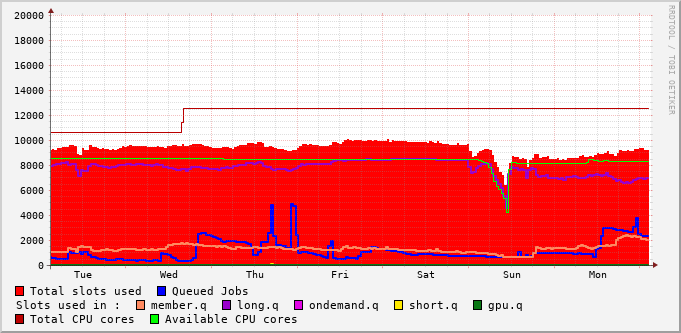 20000
18000
16000
14000
12000
10000
8000
6000
4000
2000
0
Tue Wed Thu Fri Sat Sun Mon
Total slots used Queued Jobs
Slots used in : member.q long.q ondemand.q short.q gpu.q
Total CPU cores Available CPU cores
RRDTOOL / TOBI OETIKER